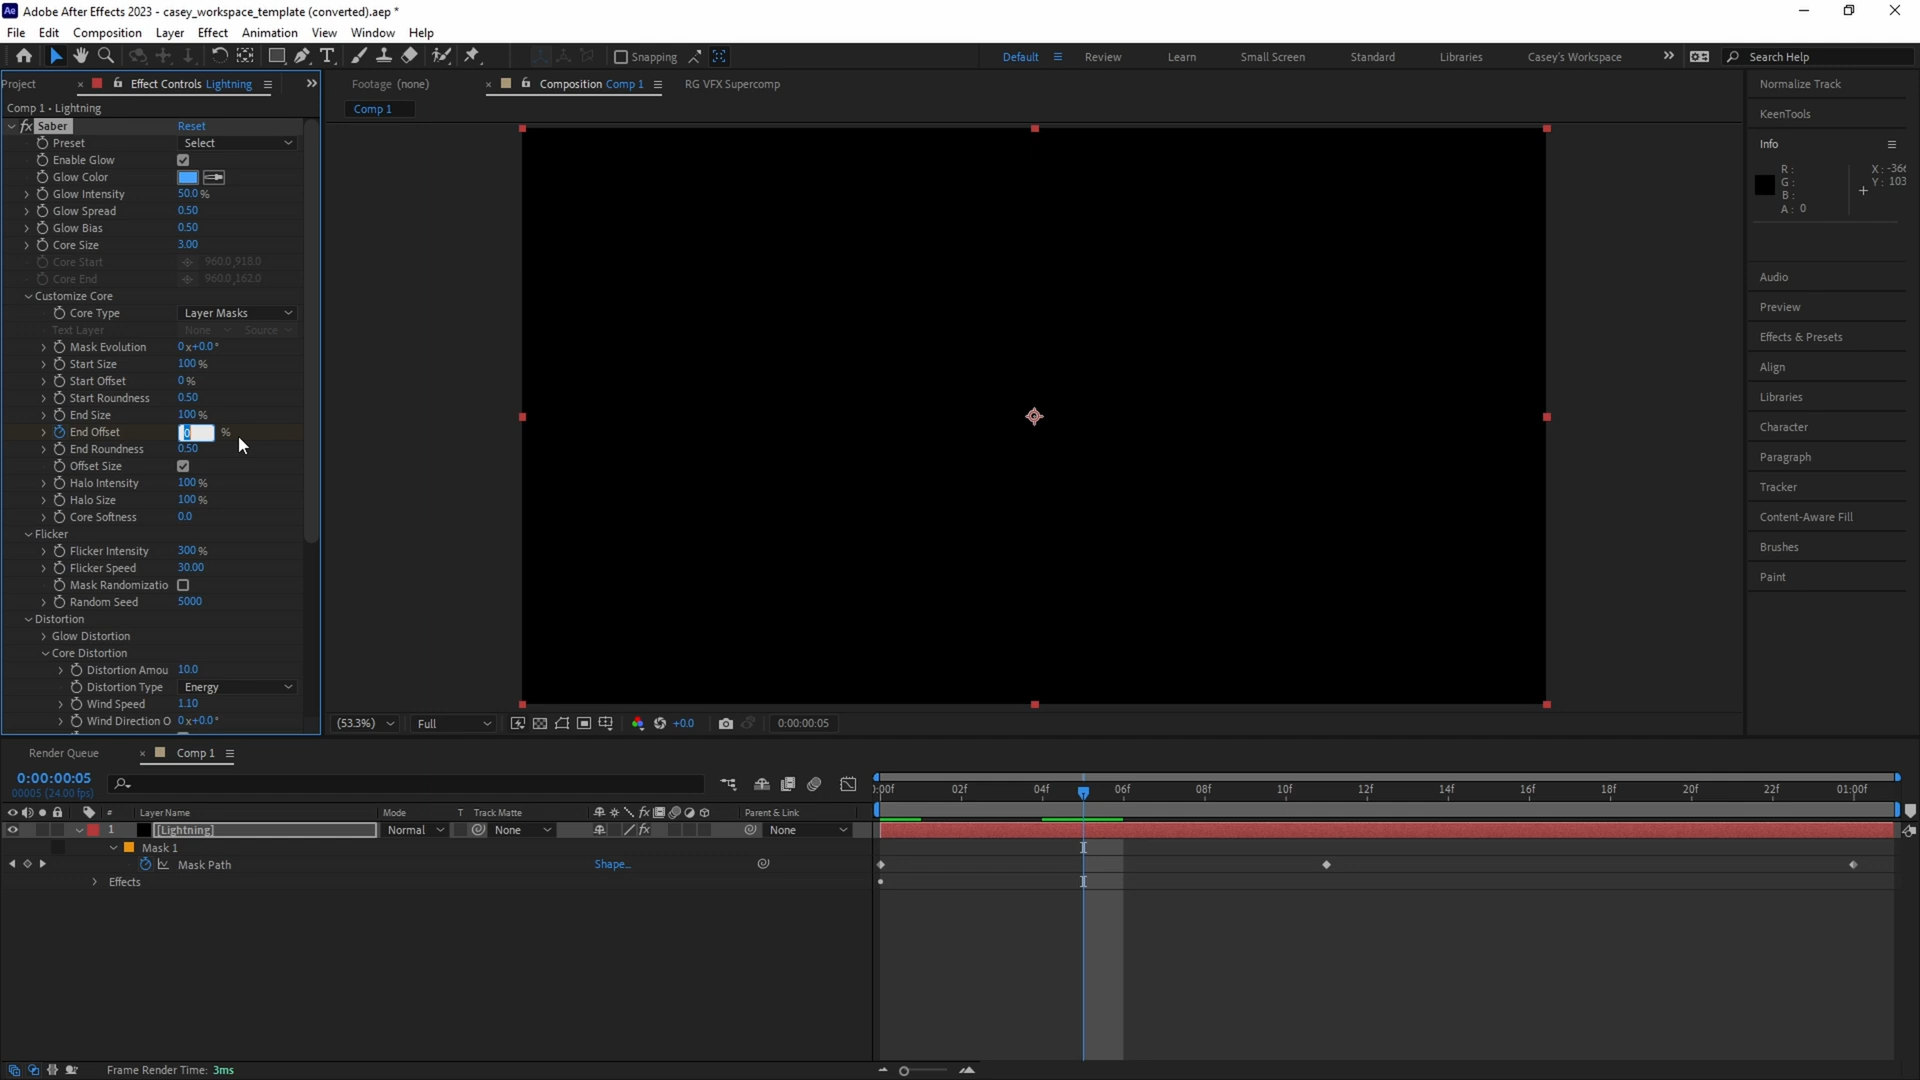 Adobe After Effects 2023 - casey_workspace_template (converted).aep *
File Edit Composition Layer Effect Animation View Window Help
Snapping
Default Review Learn Small Screen Standard Libraries Casey's Workspace Search Help
Project Effect Controls Lightning Footage (none) Composition Comp 1 RG VFX Supercomp
Comp 1 • Lightning
Comp 1
fx Saber Reset
Preset Select
Enable Glow
Glow Color
Glow Intensity 50.0 %
Glow Spread 0.50
Glow Bias 0.50
Core Size 3.00
Core Start 960.0,918.0
Core End 960.0,162.0
Customize Core
Core Type Layer Masks
Text Layer None Source
Mask Evolution 0x+0.0°
Start Size 100 %
Start Offset 0 %
Start Roundness 0.50
End Size 100 %
End Offset 0 %
End Roundness 0.50
Offset Size
Halo Intensity 100 %
Halo Size 100 %
Core Softness 0.0
Flicker
Flicker Intensity 300 %
Flicker Speed 30.00
Mask Randomizatio
Random Seed 5000
Distortion
Glow Distortion
Core Distortion
Distortion Amou 10.0
Distortion Type Energy
Wind Speed 1.10
Wind Direction O 0x+0.0°
(53.3%) Full +0.0 0:00:00:05
Normalize Track
KeenTools
Info
R: X: -366
G: Y: 103
B:
A: 0
Audio
Preview
Effects & Presets
Align
Libraries
Character
Paragraph
Tracker
Content-Aware Fill
Brushes
Paint
Render Queue Comp 1
0:00:00:05
00005 (24.00 fps)
:00f 02f 04f 06f 08f 10f 12f 14f 16f 18f 20f 22f 01:00f
# Layer Name Mode T Track Matte Parent & Link
1 [Lightning] Normal None fx None
Mask 1
Mask Path Shape...
Effects
Frame Render Time: 3ms